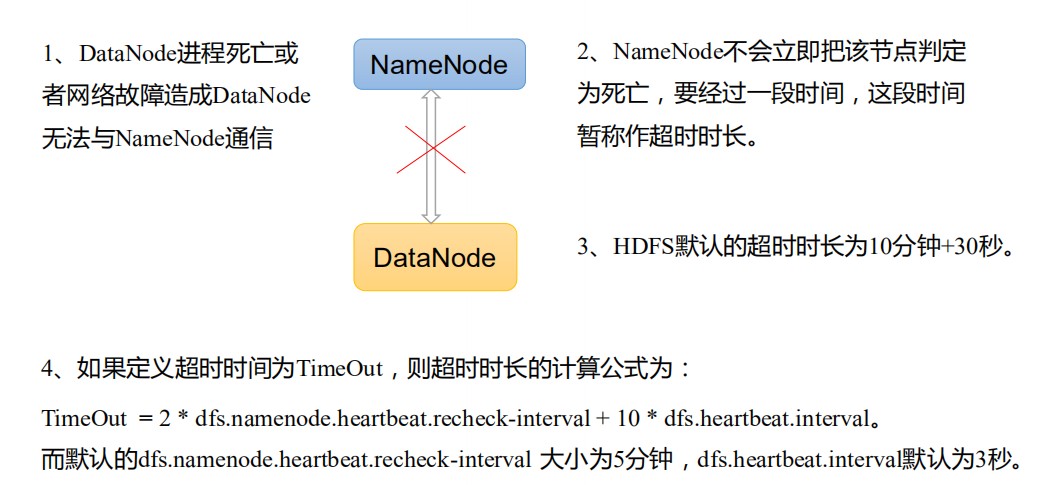 1、DataNode进程死亡或
者网络故障造成DataNode
无法与NameNode通信
NameNode
DataNode
2、NameNode不会立即把该节点判定
为死亡，要经过一段时间，这段时间
暂称作超时时长。
3、HDFS默认的超时时长为10分钟+30秒。
4、如果定义超时时间为TimeOut，则超时时长的计算公式为：
TimeOut = 2 * dfs.namenode.heartbeat.recheck-interval + 10 * dfs.heartbeat.interval。
而默认的dfs.namenode.heartbeat.recheck-interval 大小为5分钟，dfs.heartbeat.interval默认为3秒。